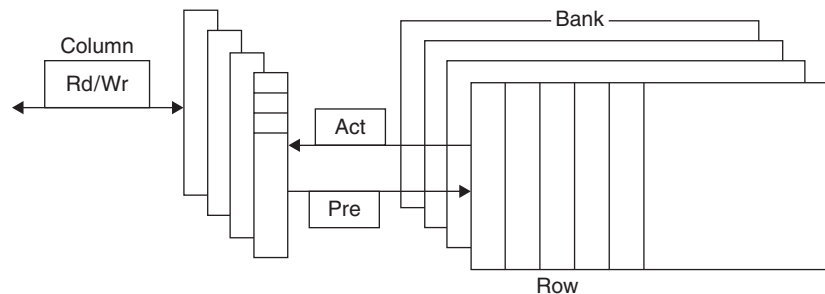 Bank
Column
Rd/Wr
Act
Pre
Row